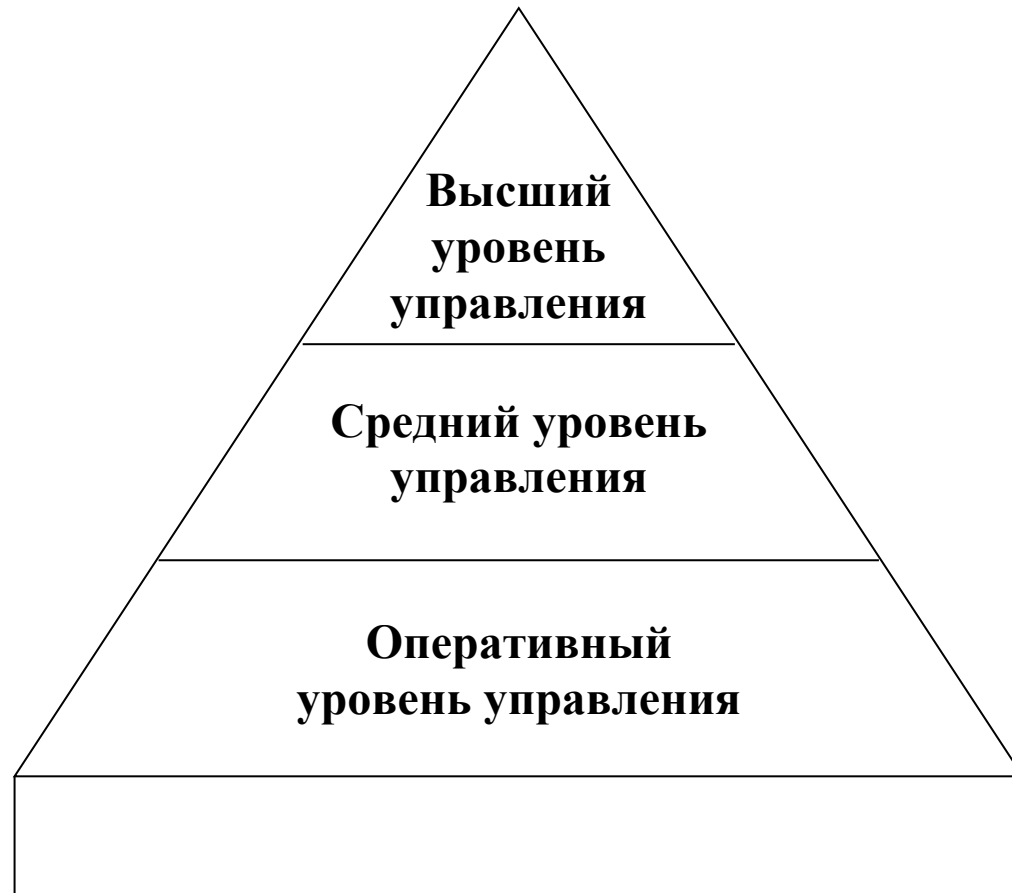 Высший
уровень
управления
Средний уровень
управления
Оперативный
уровень управления